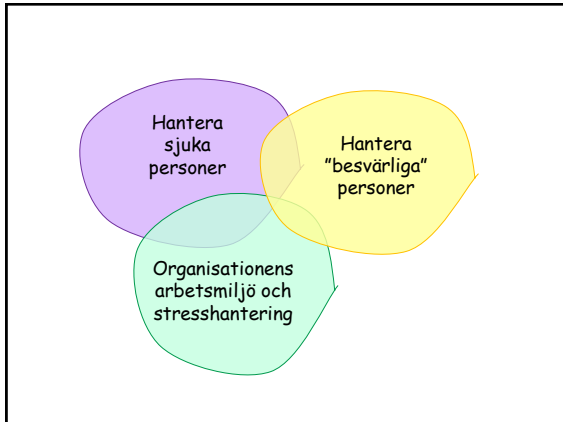 Hantera
sjuka
personer
Hantera
”besvärliga”
personer
Organisationens
arbetsmiljö och
stresshantering